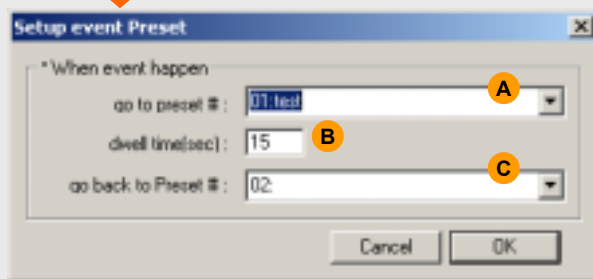 Setup event Preset
* When event happen
go to preset # : 01:test A
dwell time(sec) : 15 B
go back to Preset # : 02: C
Cancel OK